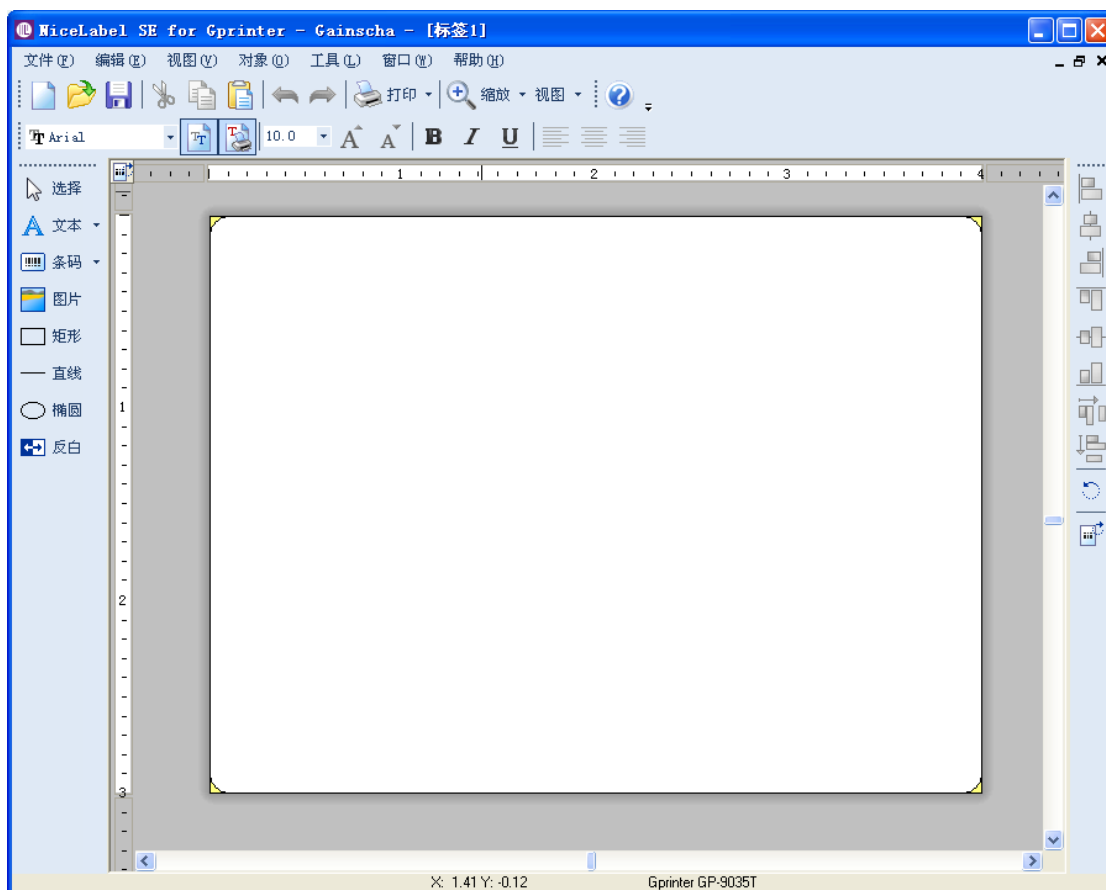 NiceLabel SE for Gprinter - Gainscha - [标签1]
文件(F) 编辑(E) 视图(V) 对象(O) 工具(L) 窗口(W) 帮助(H)
打印 缩放 视图
Arial 10.0 A A B I U
1 2 3 4
选择
文本
条码
图片
矩形
直线
椭圆
反白
1
2
3
X: 1.41 Y: -0.12 Gprinter GP-9035T